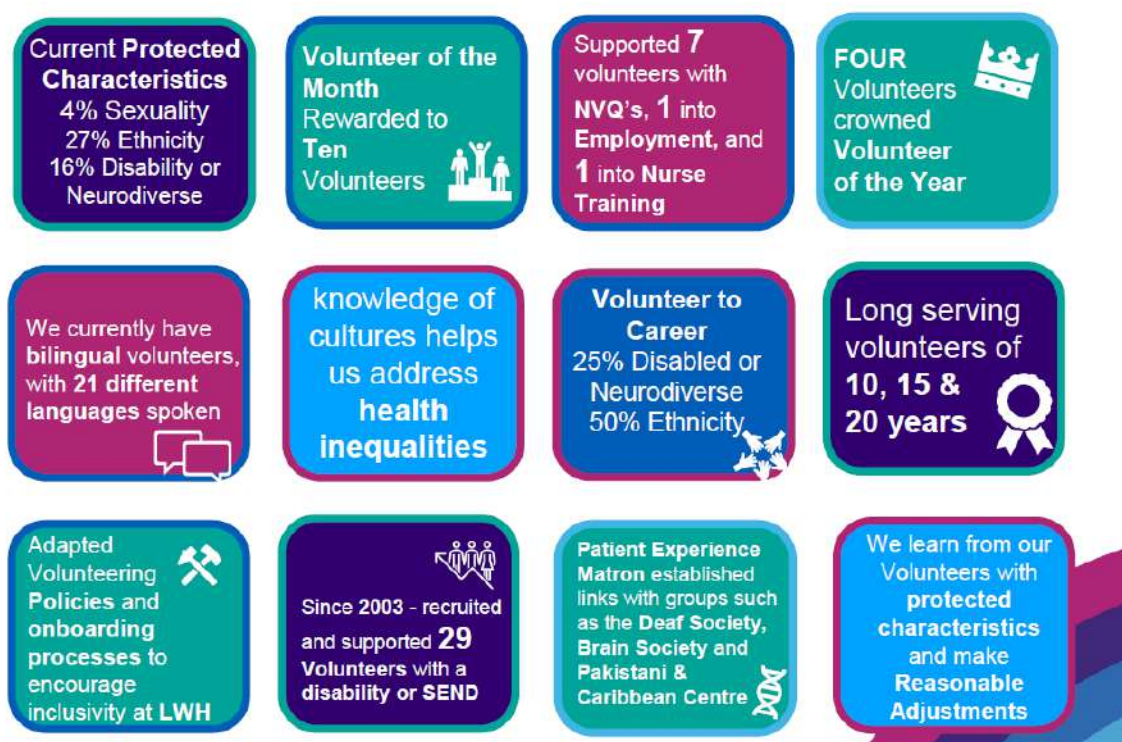 Current Protected
Characteristics
4% Sexuality
27% Ethnicity
16% Disability or
Neurodiverse
Volunteer of the
Month
Rewarded to
Ten
Volunteers
Supported 7
volunteers with
NVQ's, 1 into
Employment, and
1 into Nurse
Training
FOUR
Volunteers
crowned
Volunteer
of the Year
We currently have
bilingual volunteers,
with 21 different
languages spoken
knowledge of
cultures helps
us address
health
inequalities
Volunteer to
Career
25% Disabled or
Neurodiverse
50% Ethnicity
Long serving
volunteers of
10, 15 &
20 years
Adapted
Volunteering
Policies and
onboarding
processes to
encourage
inclusivity at LWH
Since 2003 - recruited
and supported 29
Volunteers with a
disability or SEND
Patient Experience
Matron established
links with groups such
as the Deaf Society,
Brain Society and
Pakistani &
Caribbean Centre
We learn from our
Volunteers with
protected
characteristics
and make
Reasonable
Adjustments